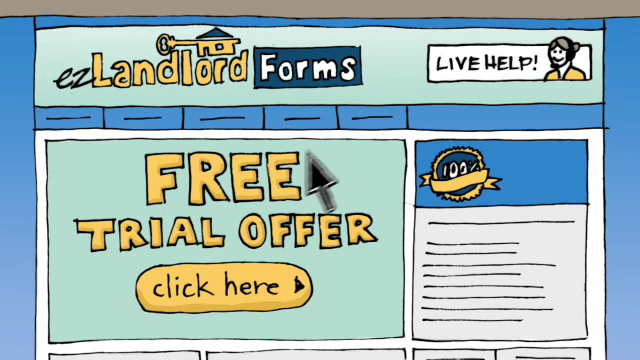 ezLandlord Forms
LIVE HELP!
FREE
TRIAL OFFER
click here
100%